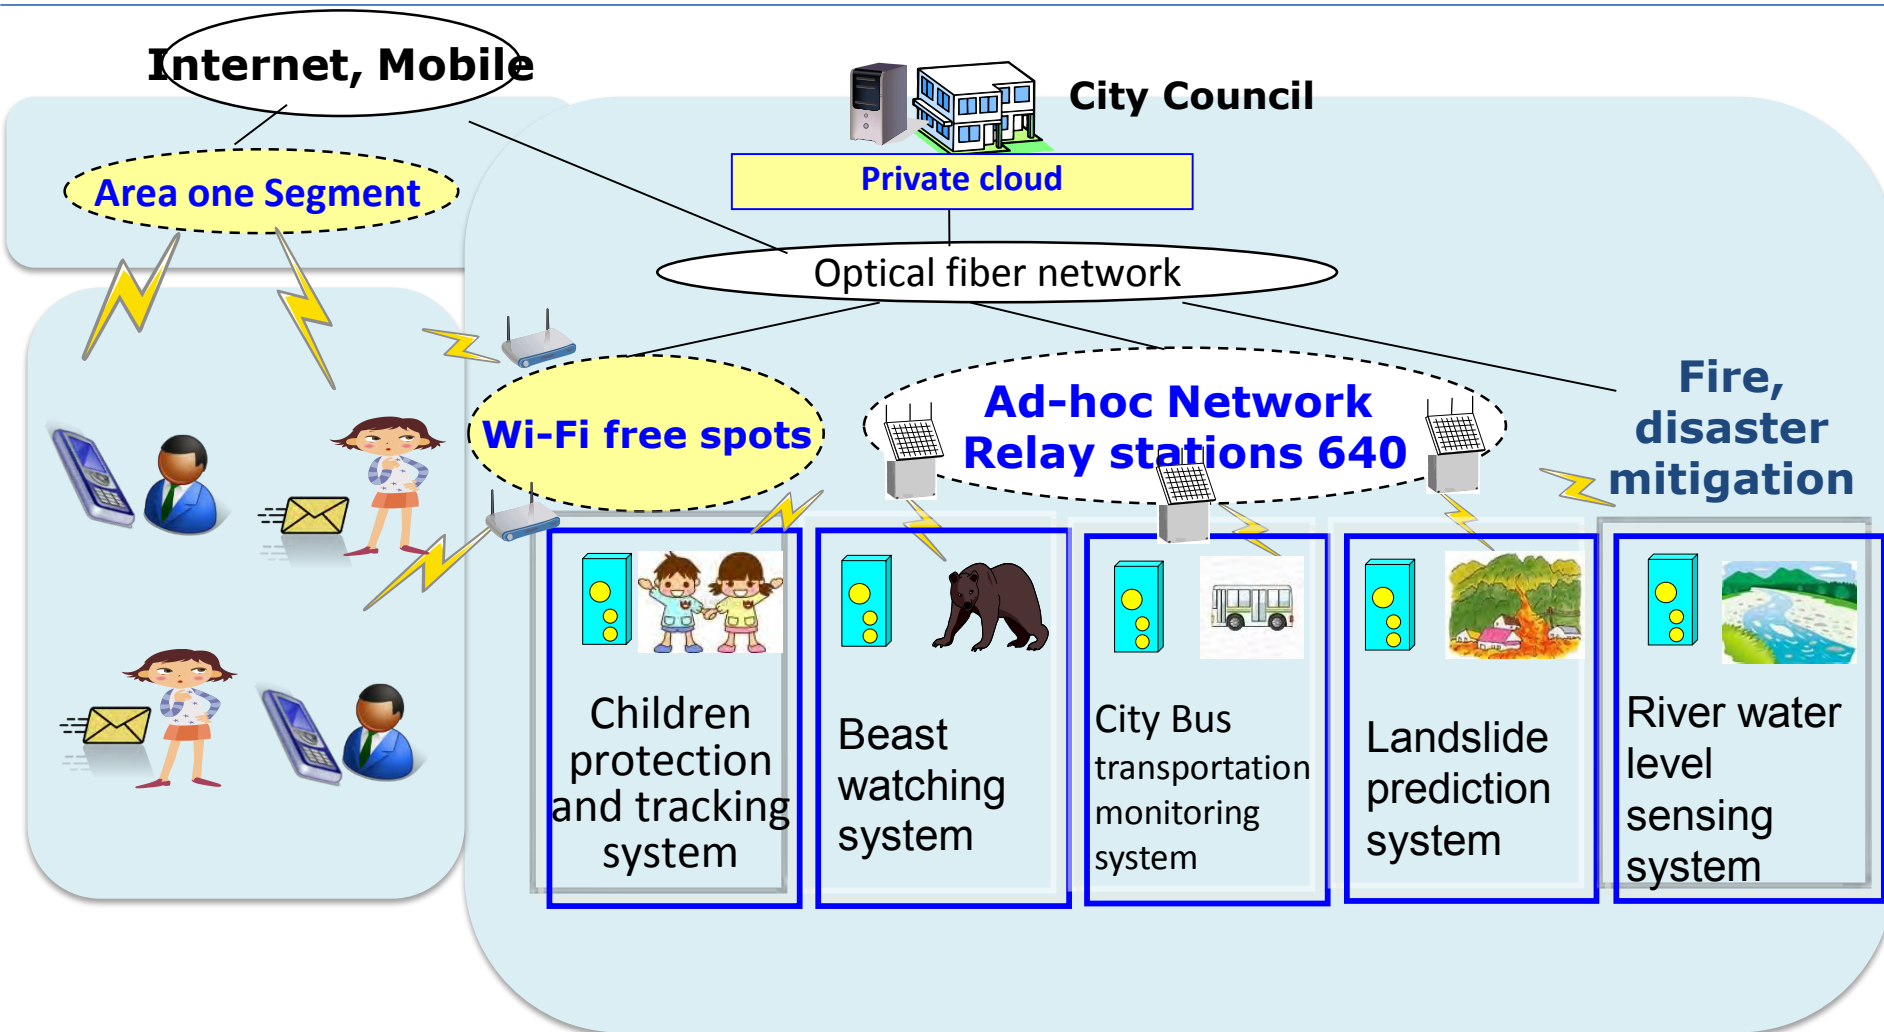 Internet, Mobile
City Council
Area one Segment
Private cloud
Optical fiber network
Wi-Fi free spots
Ad-hoc Network
Relay stations 640
Fire,
disaster
mitigation
Children
protection
and tracking
system
Beast
watching
system
City Bus
transportation
monitoring
system
Landslide
prediction
system
River water
level
sensing
system